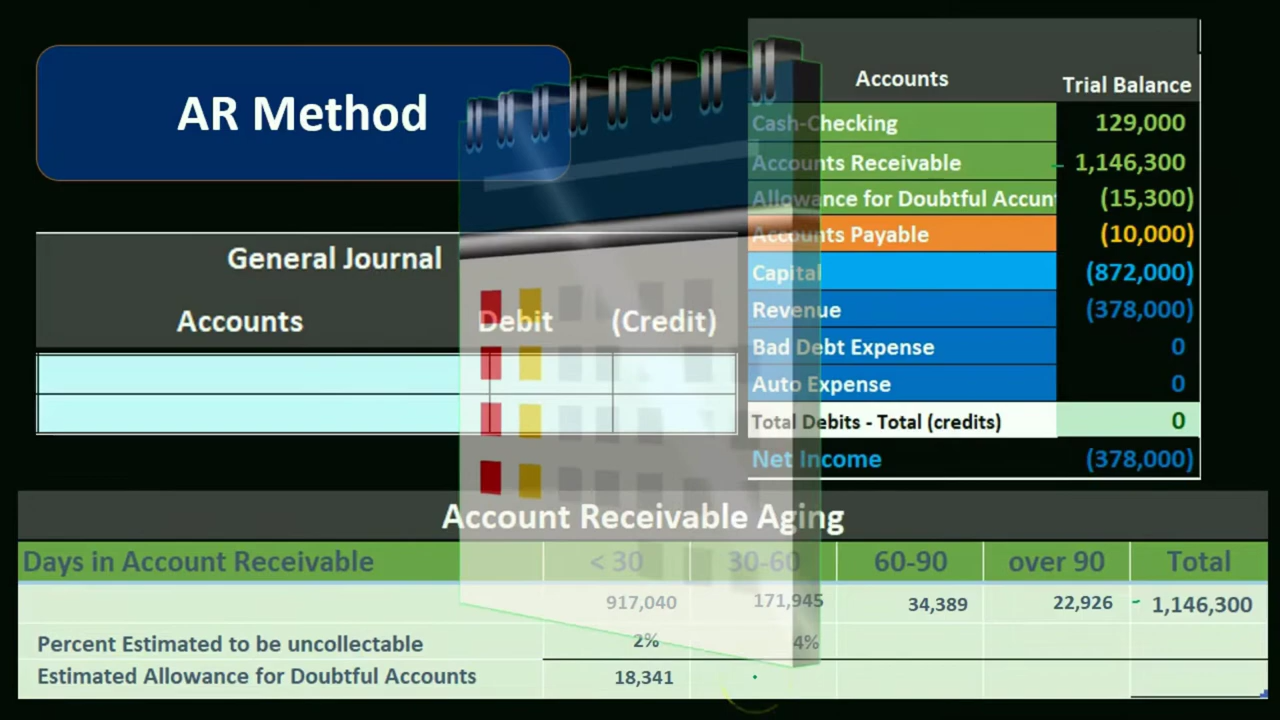 AR Method
General Journal
Accounts Debit (Credit)
Accounts Trial Balance
Cash-Checking 129,000
Accounts Receivable 1,146,300
Allowance for Doubtful Accun (15,300)
Accounts Payable (10,000)
Capital (872,000)
Revenue (378,000)
Bad Debt Expense 0
Auto Expense 0
Total Debits - Total (credits) 0
Net Income (378,000)
Account Receivable Aging
Days in Account Receivable < 30 30-60 60-90 over 90 Total
917,040 171,945 34,389 22,926 1,146,300
Percent Estimated to be uncollectable 2% 4%
Estimated Allowance for Doubtful Accounts 18,341